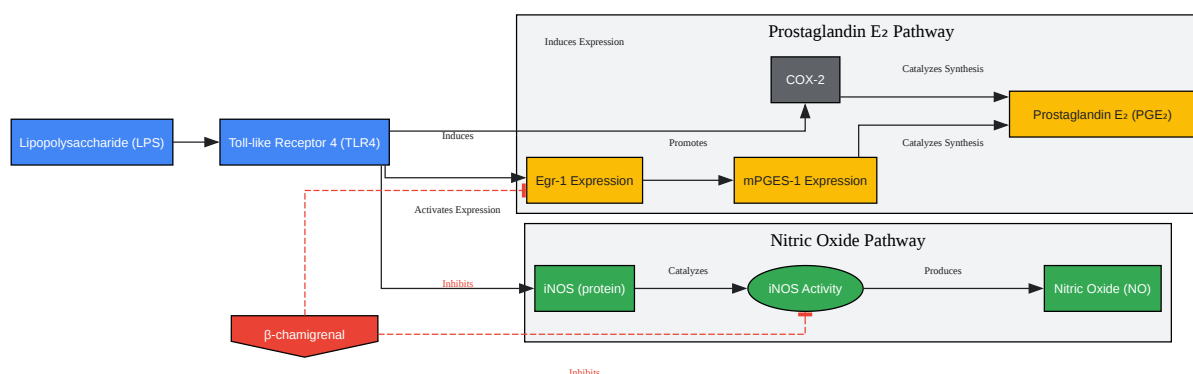 Prostaglandin E₂ Pathway
Induces Expression
COX-2
Catalyzes Synthesis
Prostaglandin E₂ (PGE₂)
Lipopolysaccharide (LPS)
Toll-like Receptor 4 (TLR4)
Induces
Promotes
Catalyzes Synthesis
Egr-1 Expression
mPGES-1 Expression
Activates Expression
Nitric Oxide Pathway
Inhibits
iNOS (protein)
Catalyzes
iNOS Activity
Produces
Nitric Oxide (NO)
β-chamigrenal
Inhibits